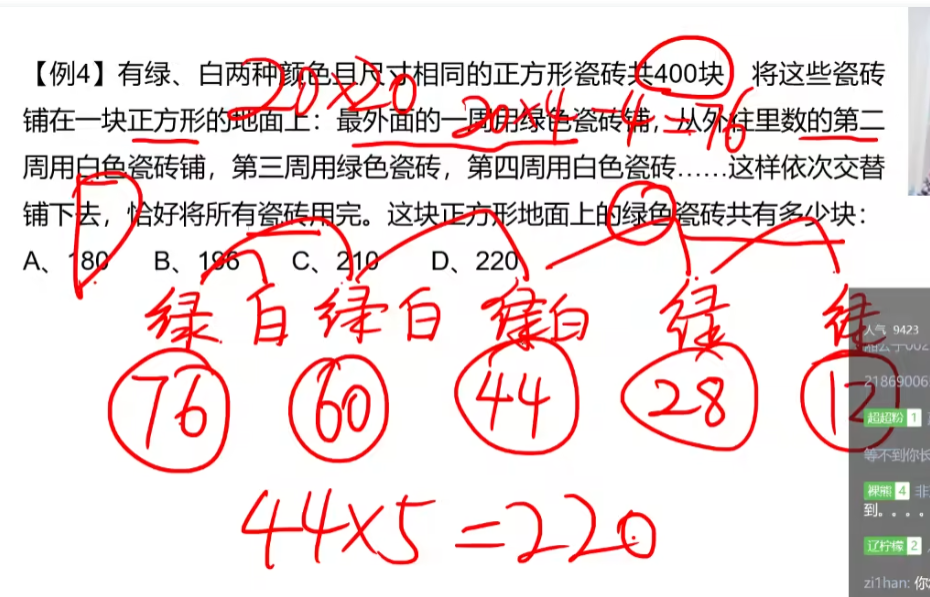 【例4】有绿、白两种颜色且尺寸相同的正方形瓷砖共400块，将这些瓷砖
20×20
铺在一块正方形的地面上：最外面的一周用绿色瓷砖铺，从外往里数的第二
20×4-4=76
周用白色瓷砖铺，第三周用绿色瓷砖，第四周用白色瓷砖……这样依次交替
铺下去，恰好将所有瓷砖用完。这块正方形地面上的绿色瓷砖共有多少块：
D
A、180 B、196 C、210 D、220
绿 白 绿 白 绿 白 绿 绿
76 60 44 28 12
44×5=220
人气 9423
21869006
超超粉 1
等不到你长
裸熊 4 非
到。。。。
辽柠檬 2
zi1han: 你